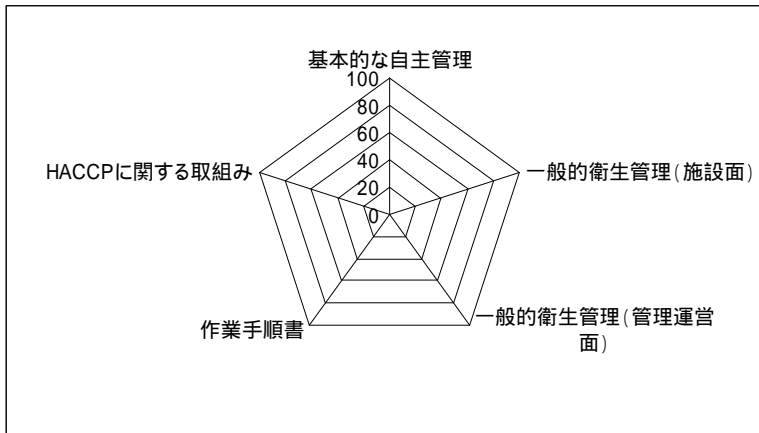 基本的な自主管理
100
80
60
40
20
0
一般的衛生管理(施設面)
一般的衛生管理(管理運営
面)
作業手順書
HACCPに関する取組み